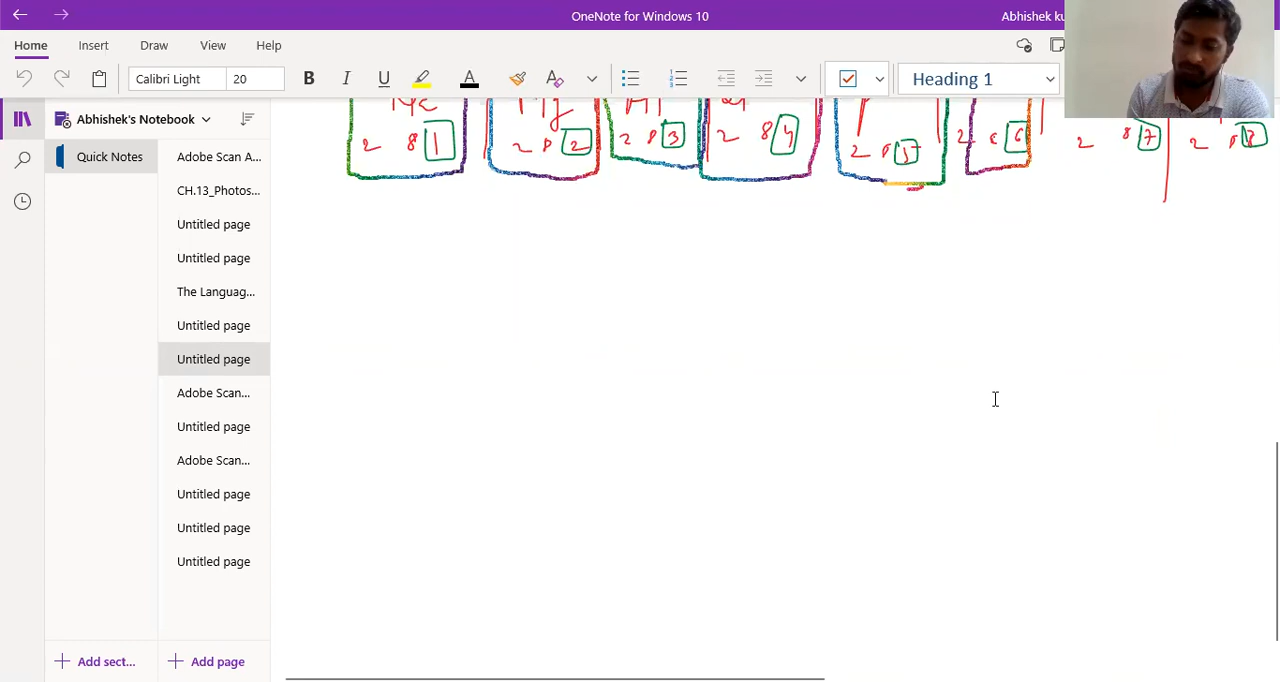 OneNote for Windows 10
Abhishek ku
Home Insert Draw View Help
Calibri Light 20 B I U A A Heading 1
Abhishek's Notebook
Quick Notes
Adobe Scan A...
CH.13_Photos...
Untitled page
Untitled page
The Languag...
Untitled page
Untitled page
Adobe Scan...
Untitled page
Adobe Scan...
Untitled page
Untitled page
Untitled page
Mg
2 8 1 2 8 2 2 8 3 2 8 4 2 8 5 2 8 6 2 8 7 2 8 8
Add sect... Add page